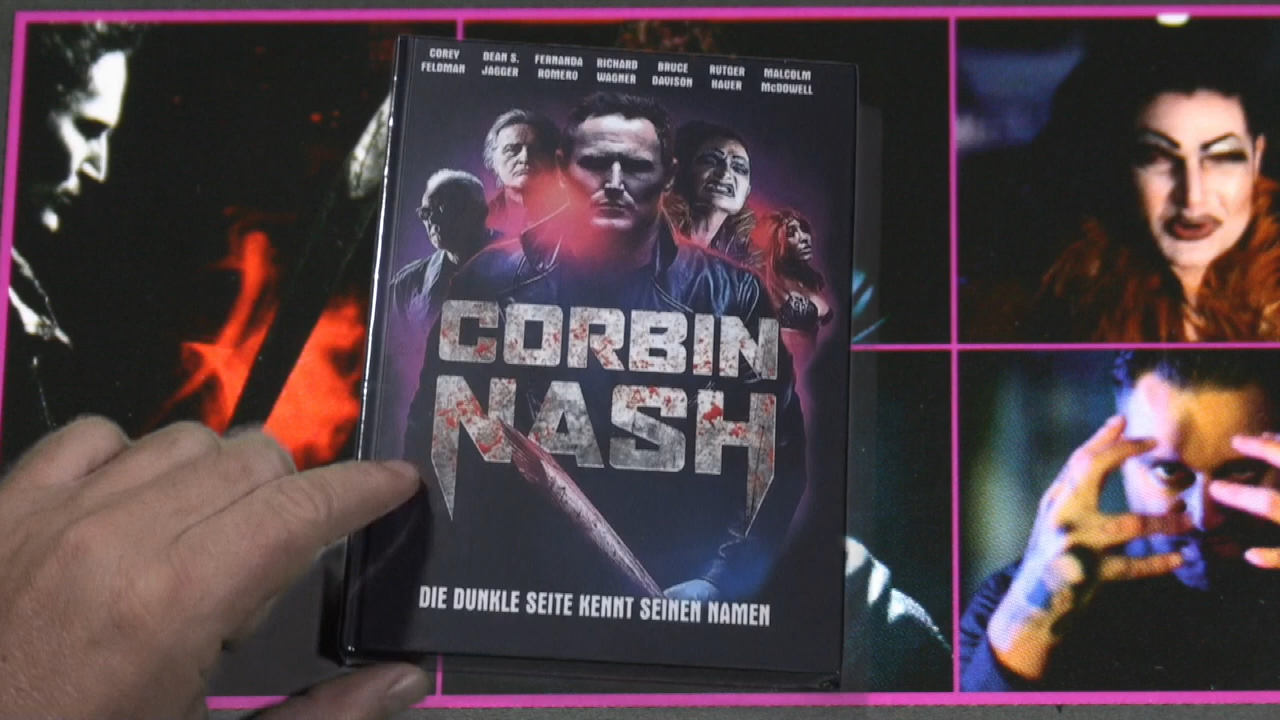 COREY DEAN S. FERNANDA RICHARD BRUCE RUTGER MALCOLM
FELDMAN JAGGER ROMERO WAGNER DAVISON HAUER McDOWELL
CORBIN
NASH
DIE DUNKLE SEITE KENNT SEINEN NAMEN